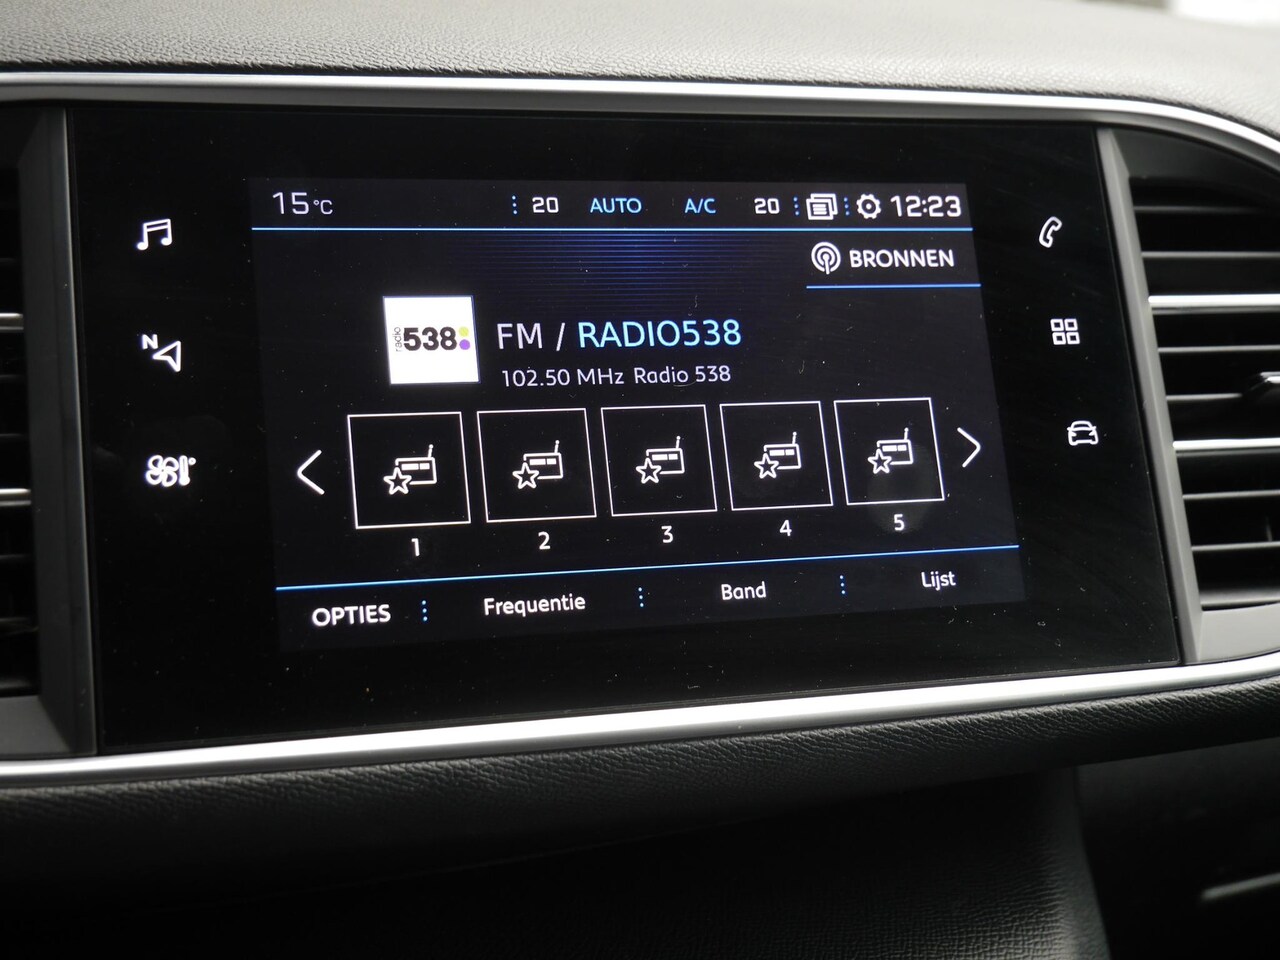 15°C 20 AUTO A/C 20 12:23
BRONNEN
radio 538
FM / RADIO538
102.50 MHz Radio 538
N
1 2 3 4 5
OPTIES Frequentie Band Lijst